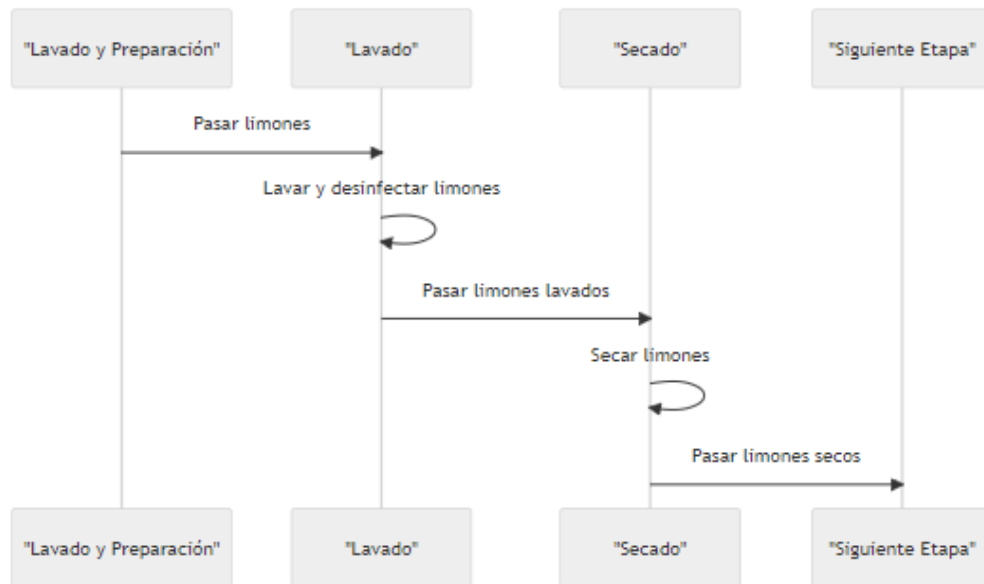 "Lavado y Preparación"
"Lavado"
"Secado"
"Siguiente Etapa"
Pasar limones
Lavar y desinfectar limones
Pasar limones lavados
Secar limones
Pasar limones secos
"Lavado y Preparación"
"Lavado"
"Secado"
"Siguiente Etapa"